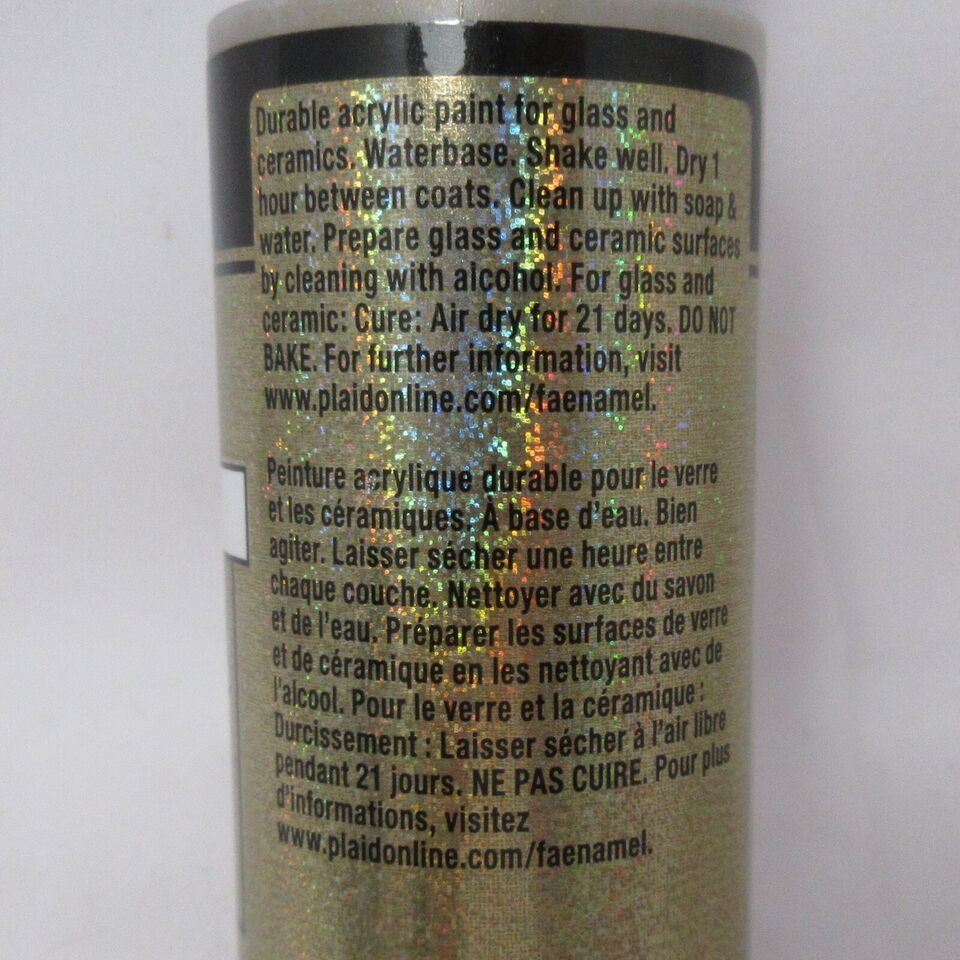 Durable acrylic paint for glass and
ceramics. Waterbase. Shake well. Dry 1
hour between coats. Clean up with soap &
water. Prepare glass and ceramic surfaces
by cleaning with alcohol. For glass and
ceramic: Cure: Air dry for 21 days. DO NOT
BAKE. For further information, visit
www.plaidonline.com/faenamel.
Peinture acrylique durable pour le verre
et les céramiques. À base d'eau. Bien
agiter. Laisser sécher une heure entre
chaque couche. Nettoyer avec du savon
et de l'eau. Préparer les surfaces de verre
et de céramique en les nettoyant avec de
l'alcool. Pour le verre et la céramique :
Durcissement : Laisser sécher à l'air libre
pendant 21 jours. NE PAS CUIRE. Pour plus
d'informations, visitez
www.plaidonline.com/faenamel.